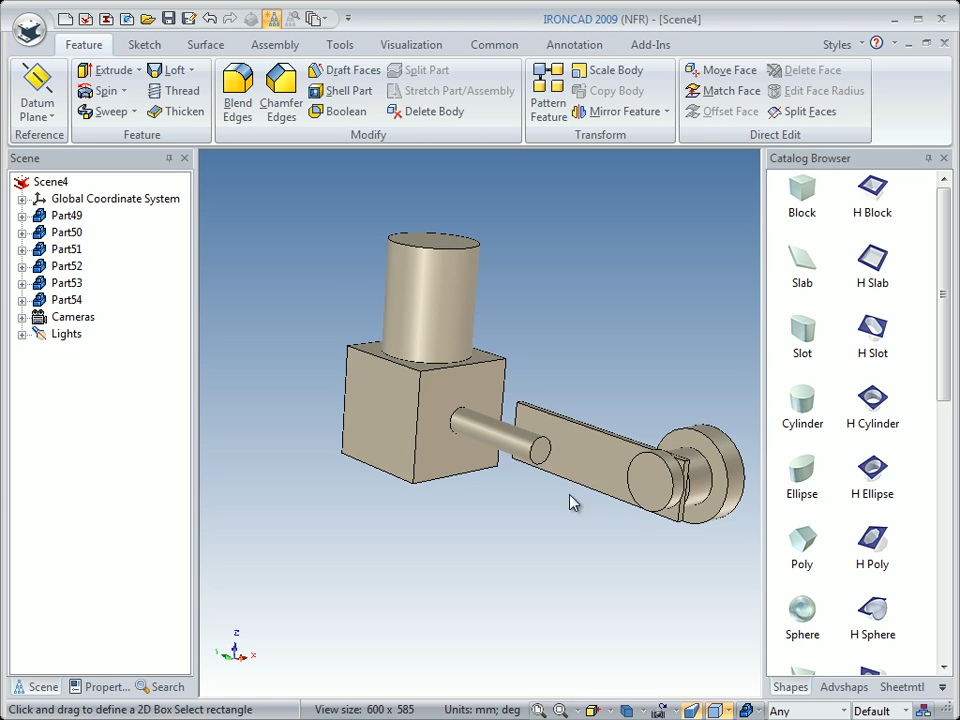 IRONCAD 2009 (NFR) - [Scene4]
Feature Sketch Surface Assembly Tools Visualization Common Annotation Add-Ins Styles
Datum Plane
Extrude Loft
Spin Thread
Sweep Thicken
Blend Edges
Chamfer Edges
Draft Faces Split Part
Shell Part Stretch Part/Assembly
Boolean Delete Body
Pattern Feature
Scale Body
Copy Body
Mirror Feature
Move Face Delete Face
Match Face Edit Face Radius
Offset Face Split Faces
Reference Feature Modify Transform Direct Edit
Scene
Scene4
Global Coordinate System
Part49
Part50
Part51
Part52
Part53
Part54
Cameras
Lights
Z
X
Catalog Browser
Block H Block
Slab H Slab
Slot H Slot
Cylinder H Cylinder
Ellipse H Ellipse
Poly H Poly
Sphere H Sphere
Scene Propert... Search
Shapes Advshaps Sheetmtl
Click and drag to define a 2D Box Select rectangle View size: 600 x 585 Units: mm; deg Any Default